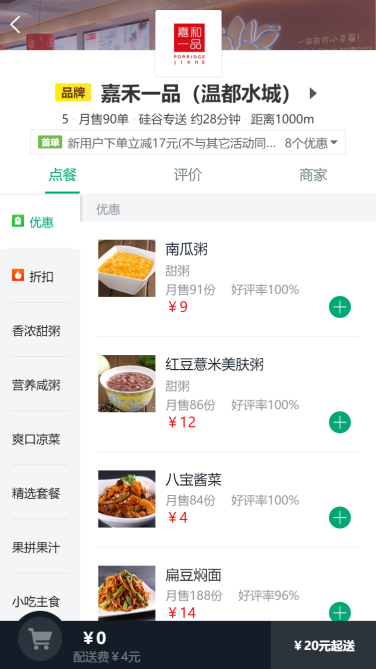 一碗粥的小幸福!
嘉和一品
PORRIDGE
JIAHE
品牌 嘉禾一品（温都水城）
5 月售90单 硅谷专送 约28分钟 距离1000m
首单 新用户下单立减17元(不与其它活动同... 8个优惠
点餐 评价 商家
优惠
折扣
香浓甜粥
营养咸粥
爽口凉菜
精选套餐
果拼果汁
小吃主食
优惠
南瓜粥
甜粥
月售91份 好评率100%
￥9
红豆薏米美肤粥
甜粥
月售86份 好评率100%
￥12
八宝酱菜
月售84份 好评率100%
￥4
扁豆焖面
月售188份 好评率96%
￥14
￥0
配送费￥4元
￥20元起送